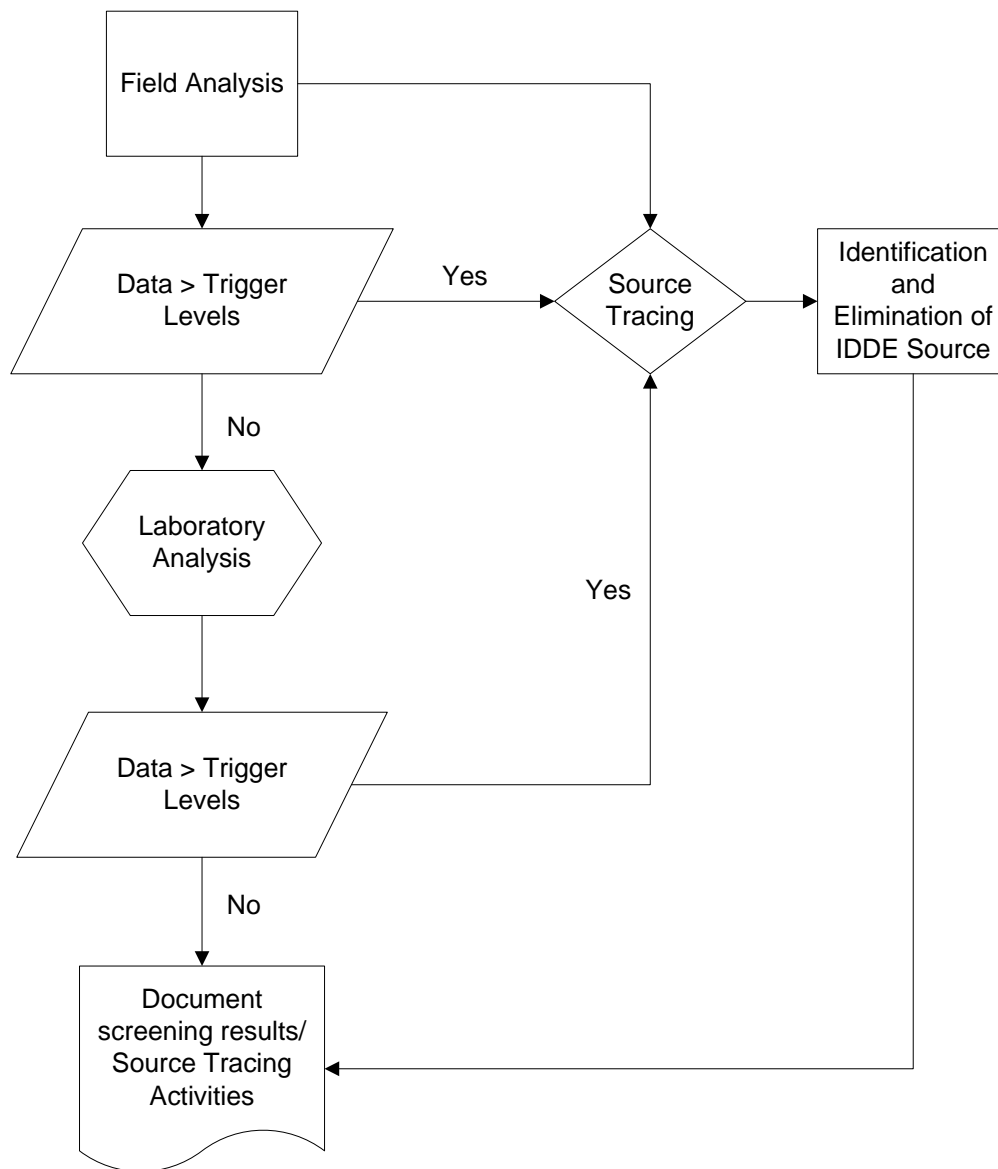 Field Analysis
Data > Trigger
Levels
Yes
Source
Tracing
Identification
and
Elimination of
IDDE Source
No
Laboratory
Analysis
Yes
Data > Trigger
Levels
No
Document
screening results/
Source Tracing
Activities